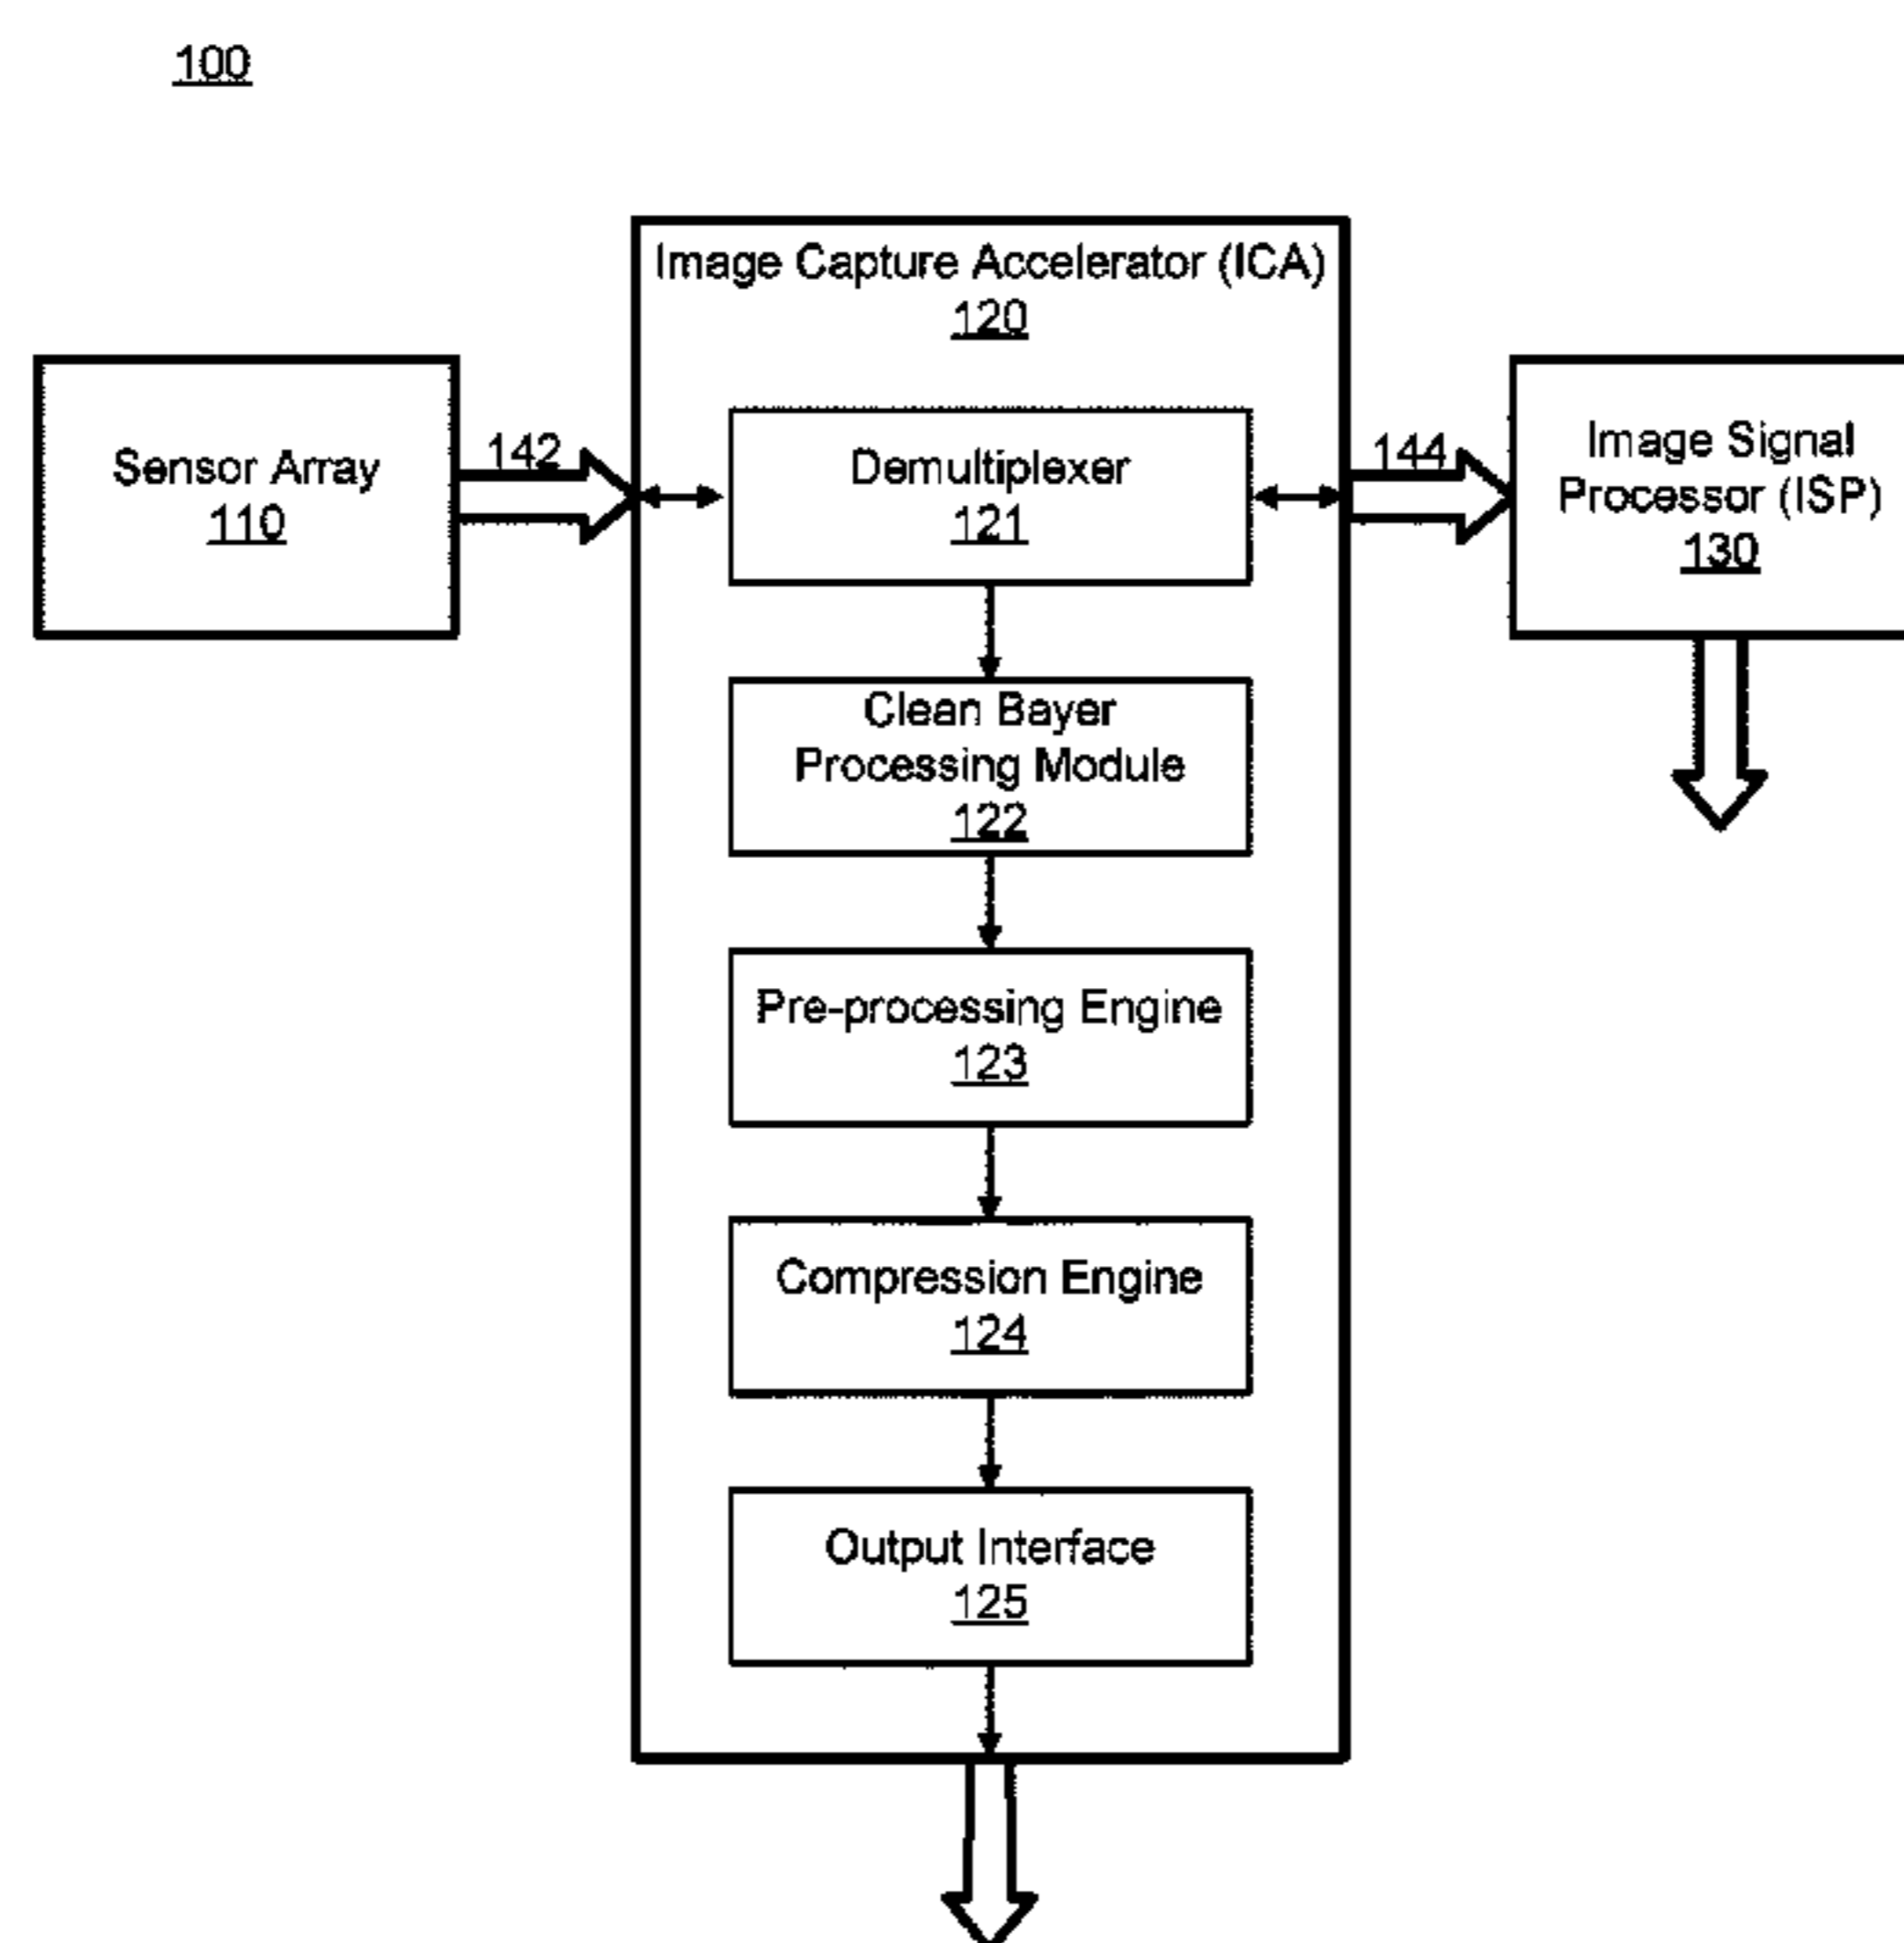 100
Image Capture Accelerator (ICA)
120
Sensor Array
110
142
Demultiplexer
121
144
Image Signal
Processor (ISP)
130
Clean Bayer
Processing Module
122
Pre-processing Engine
123
Compression Engine
124
Output Interface
125